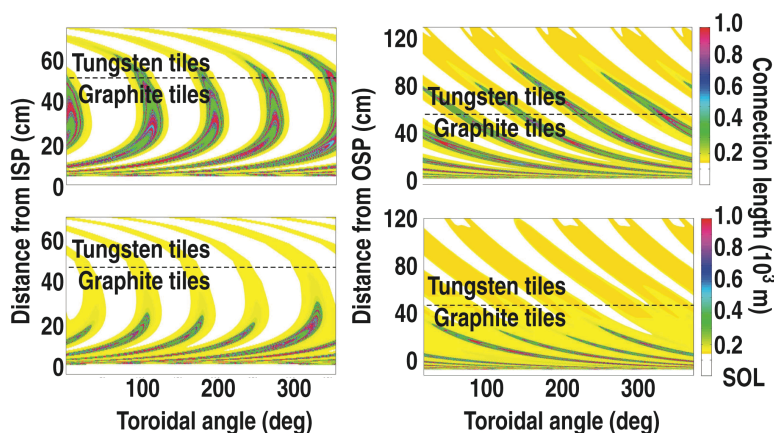 60
40
20
0
Tungsten tiles
Graphite tiles
120
80
40
0
Tungsten tiles
Graphite tiles
1.0
0.8
0.6
0.4
0.2
60
40
20
0
Tungsten tiles
Graphite tiles
120
80
40
0
Tungsten tiles
Graphite tiles
1.0
0.8
0.6
0.4
0.2
SOL
Distance from ISP (cm)
Distance from OSP (cm)
Connection length (10³ m)
100 200 300
100 200 300
Toroidal angle (deg)
Toroidal angle (deg)